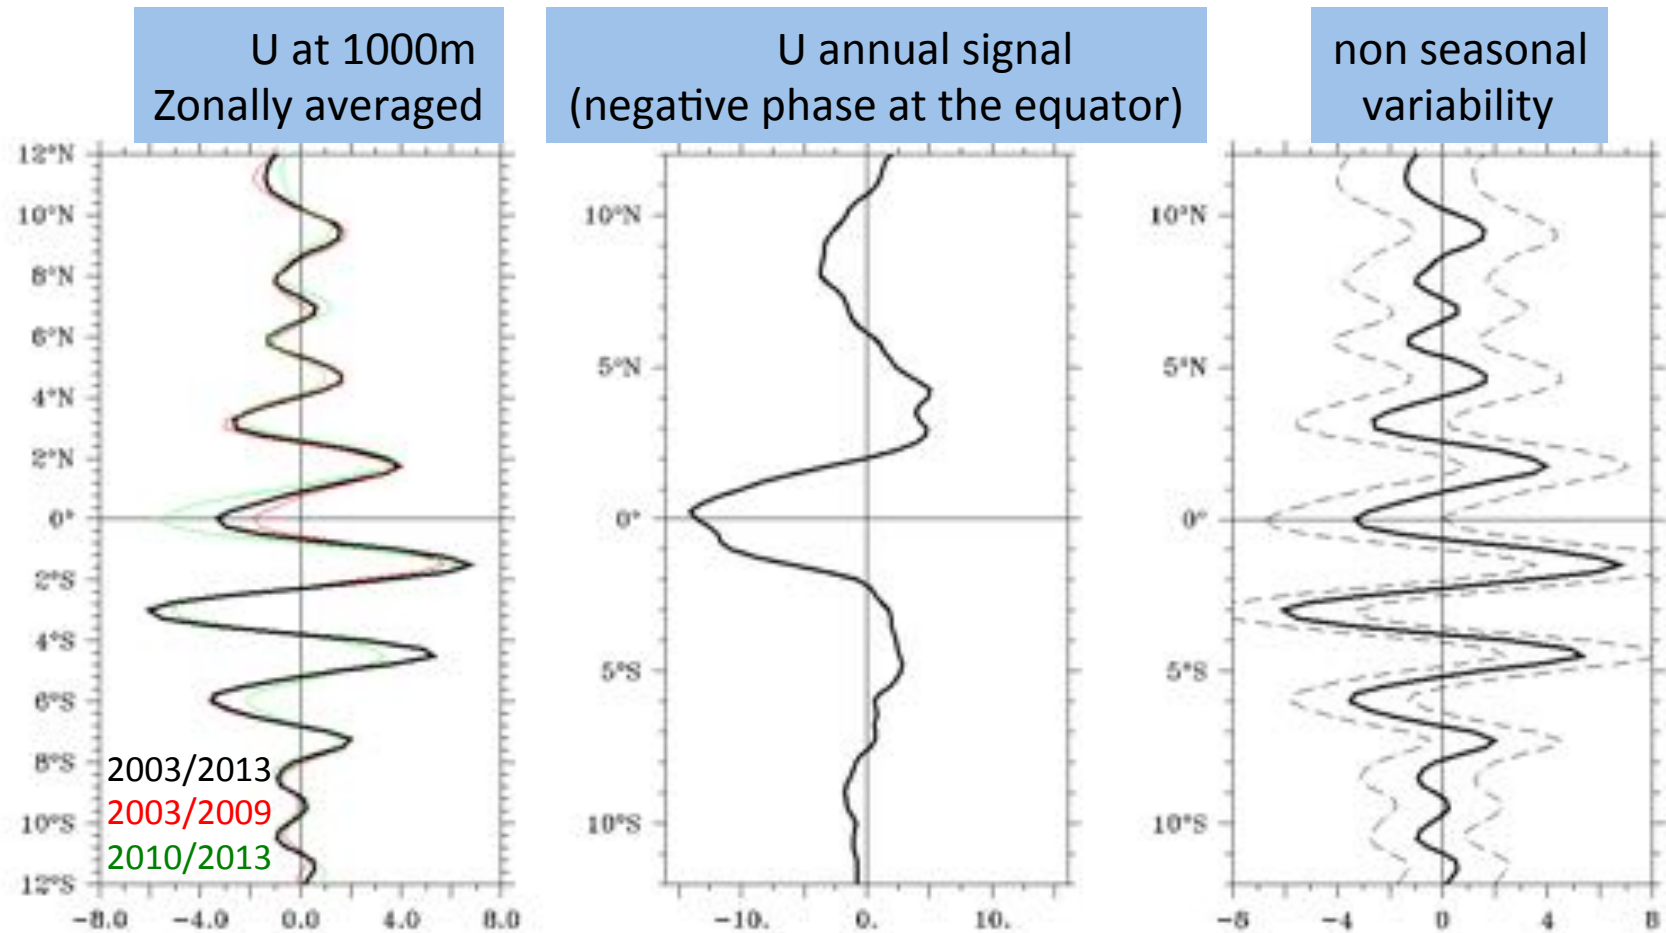 U at 1000m
Zonally averaged
U annual signal
(negative phase at the equator)
non seasonal
variability
12°N
10°N
8°N
6°N
4°N
2°N
0°
2°S
4°S
6°S
8°S
10°S
12°S
-8.0 -4.0 0.0 4.0 8.0
2003/2013
2003/2009
2010/2013
10°N
5°N
0°
5°S
10°S
-10. 0. 10.
10°N
5°N
0°
5°S
10°S
-8 -4 0 4 8